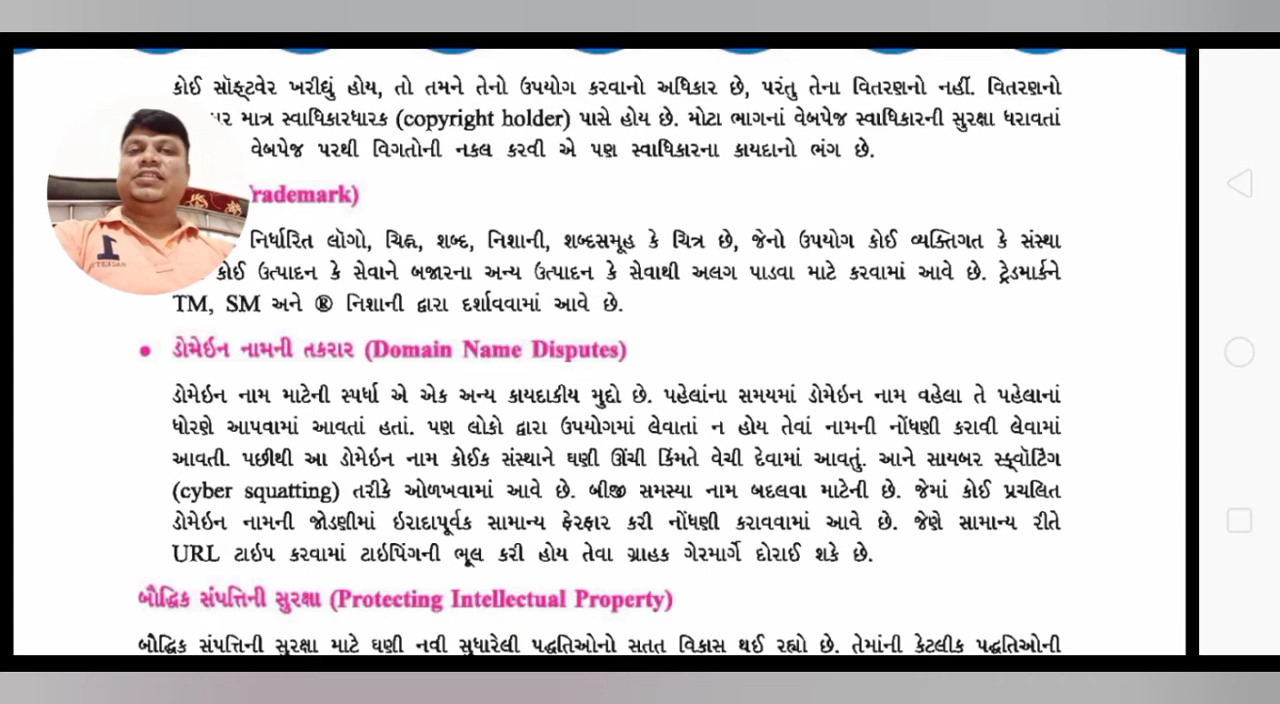 કોઈ સૉફ્ટવેર ખરીદ્યું હોય, તો તમને તેનો ઉપયોગ કરવાનો અધિકાર છે, પરંતુ તેના વિતરણનો નહીં. વિતરણનો
માત્ર સ્વાધિકારધારક (copyright holder) પાસે હોય છે. મોટા ભાગનાં વેબપેજ સ્વાધિકારની સુરક્ષા ધરાવતાં
વેબપેજ પરથી વિગતોની નકલ કરવી એ પણ સ્વાધિકારના કાયદાનો ભંગ છે.
rademark)
નિર્ધારિત લૉગો, ચિહ્ન, શબ્દ, નિશાની, શબ્દસમૂહ કે ચિત્ર છે, જેનો ઉપયોગ કોઈ વ્યક્તિગત કે સંસ્થા
કોઈ ઉત્પાદન કે સેવાને બજારના અન્ય ઉત્પાદન કે સેવાથી અલગ પાડવા માટે કરવામાં આવે છે. ટ્રેડમાર્કને
TM, SM અને ® નિશાની દ્વારા દર્શાવવામાં આવે છે.
• ડોમેઇન નામની તકરાર (Domain Name Disputes)
ડોમેઇન નામ માટેની સ્પર્ધા એ એક અન્ય કાયદાકીય મુદ્દો છે. પહેલાંના સમયમાં ડોમેઇન નામ વહેલા તે પહેલાનાં
ધોરણે આપવામાં આવતાં હતાં. પણ લોકો દ્વારા ઉપયોગમાં લેવાતાં ન હોય તેવાં નામની નોંધણી કરાવી લેવામાં
આવતી. પછીથી આ ડોમેઇન નામ કોઈક સંસ્થાને ઘણી ઊંચી કિંમતે વેચી દેવામાં આવતું. આને સાયબર સ્ક્વૉટિંગ
(cyber squatting) તરીકે ઓળખવામાં આવે છે. બીજી સમસ્યા નામ બદલવા માટેની છે. જેમાં કોઈ પ્રચલિત
ડોમેઇન નામની જોડણીમાં ઇરાદાપૂર્વક સામાન્ય ફેરફાર કરી નોંધણી કરાવવામાં આવે છે. જેણે સામાન્ય રીતે
URL ટાઇપ કરવામાં ટાઇપિંગની ભૂલ કરી હોય તેવા ગ્રાહક ગેરમાર્ગે દોરાઈ શકે છે.
બૌદ્ધિક સંપત્તિની સુરક્ષા (Protecting Intellectual Property)
બૌદ્ધિક સંપત્તિની સુરક્ષા માટે ઘણી નવી સુધારેલી પદ્ધતિઓનો સતત વિકાસ થઈ રહ્યો છે. તેમાંની કેટલીક પદ્ધતિઓની